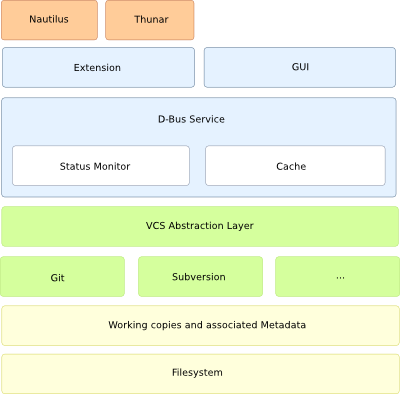 Nautilus
Thunar
Extension
GUI
D-Bus Service
Status Monitor
Cache
VCS Abstraction Layer
Git
Subversion
...
Working copies and associated Metadata
Filesystem